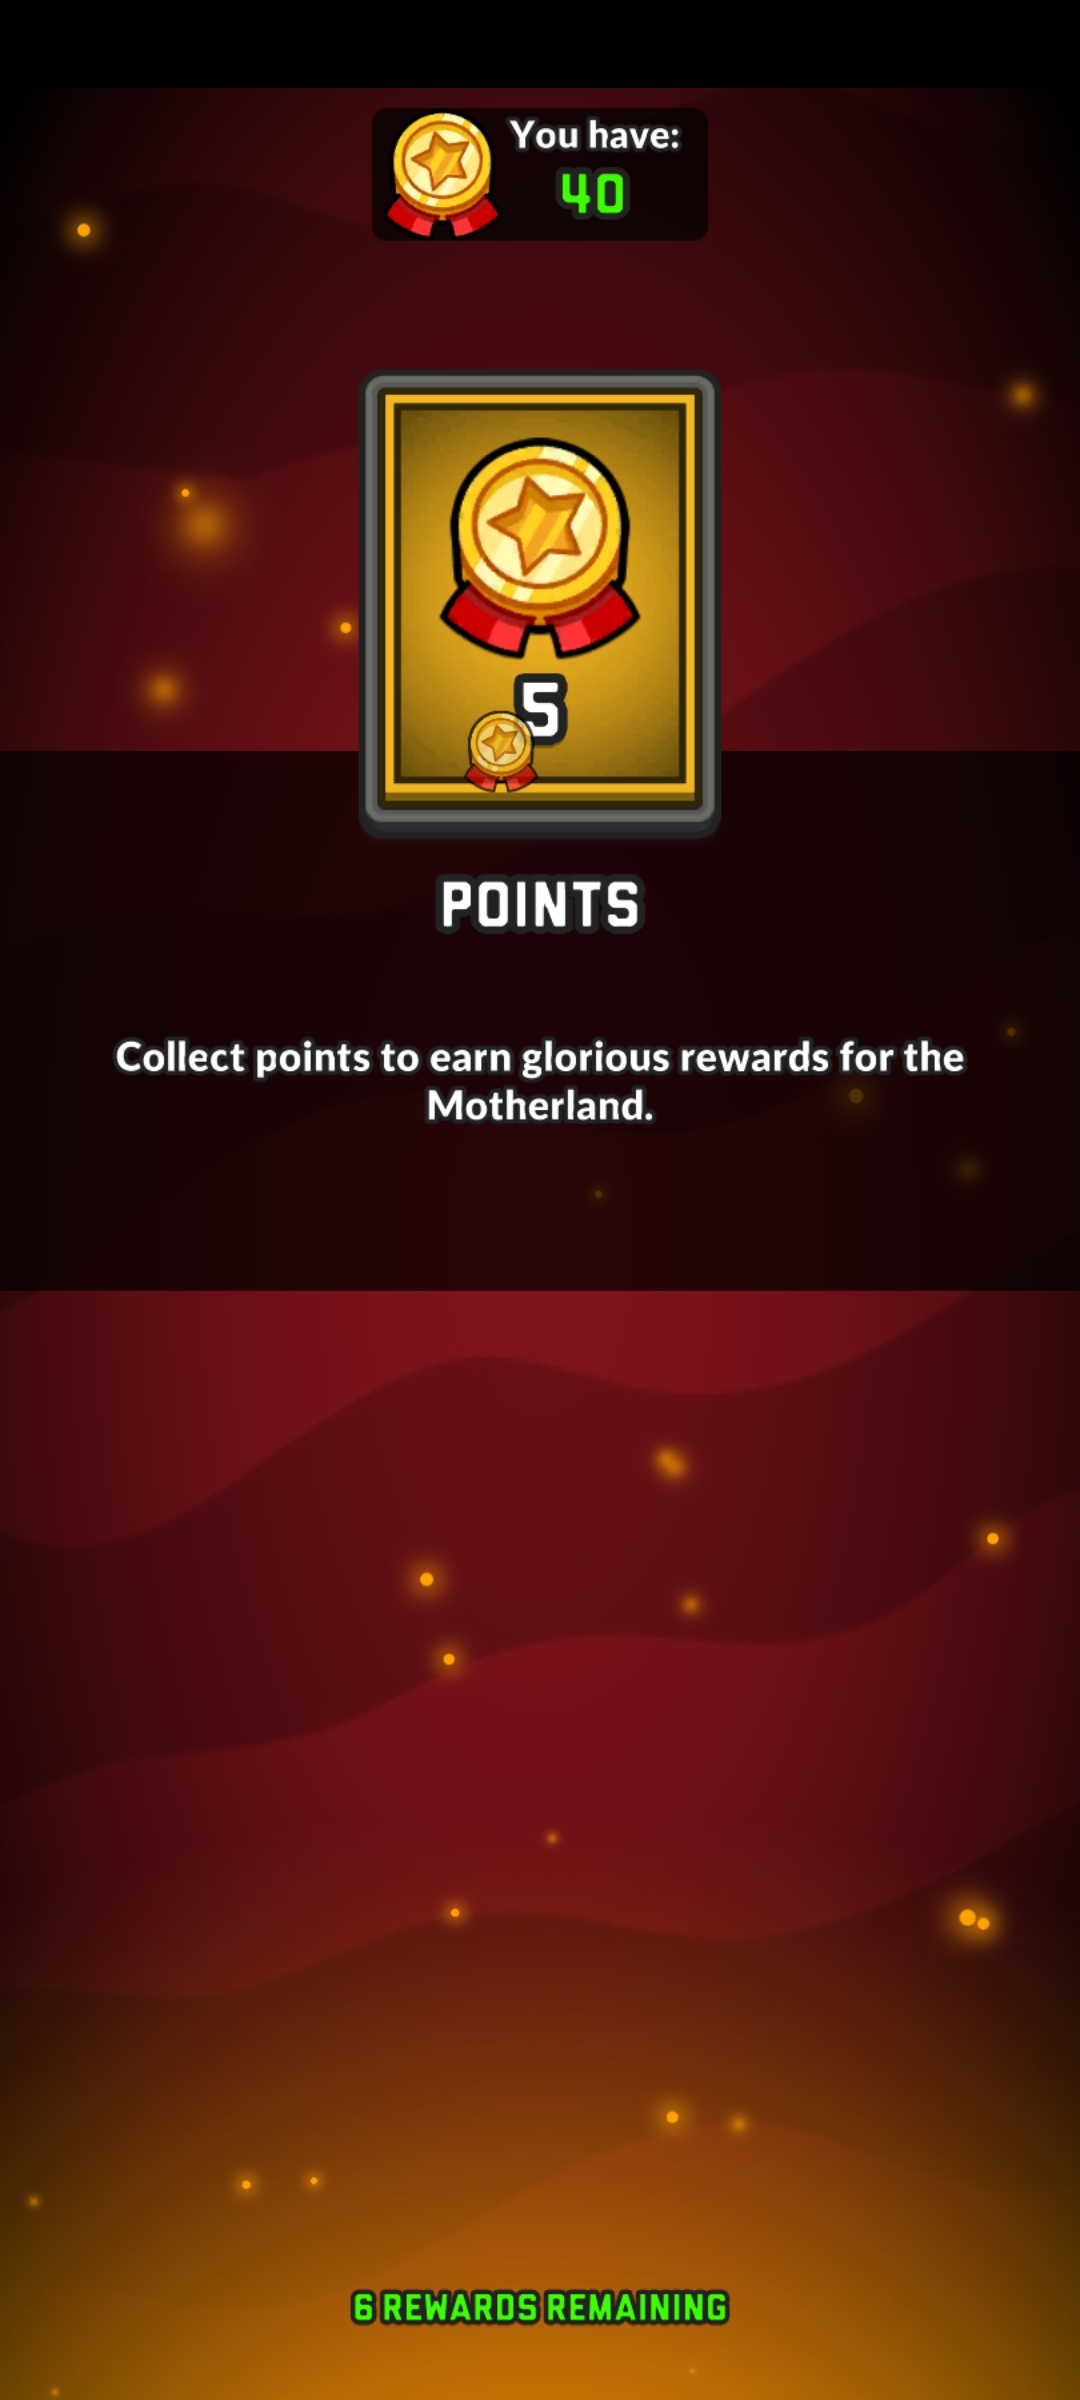 You have:
40
5
POINTS
Collect points to earn glorious rewards for the
Motherland.
6 REWARDS REMAINING